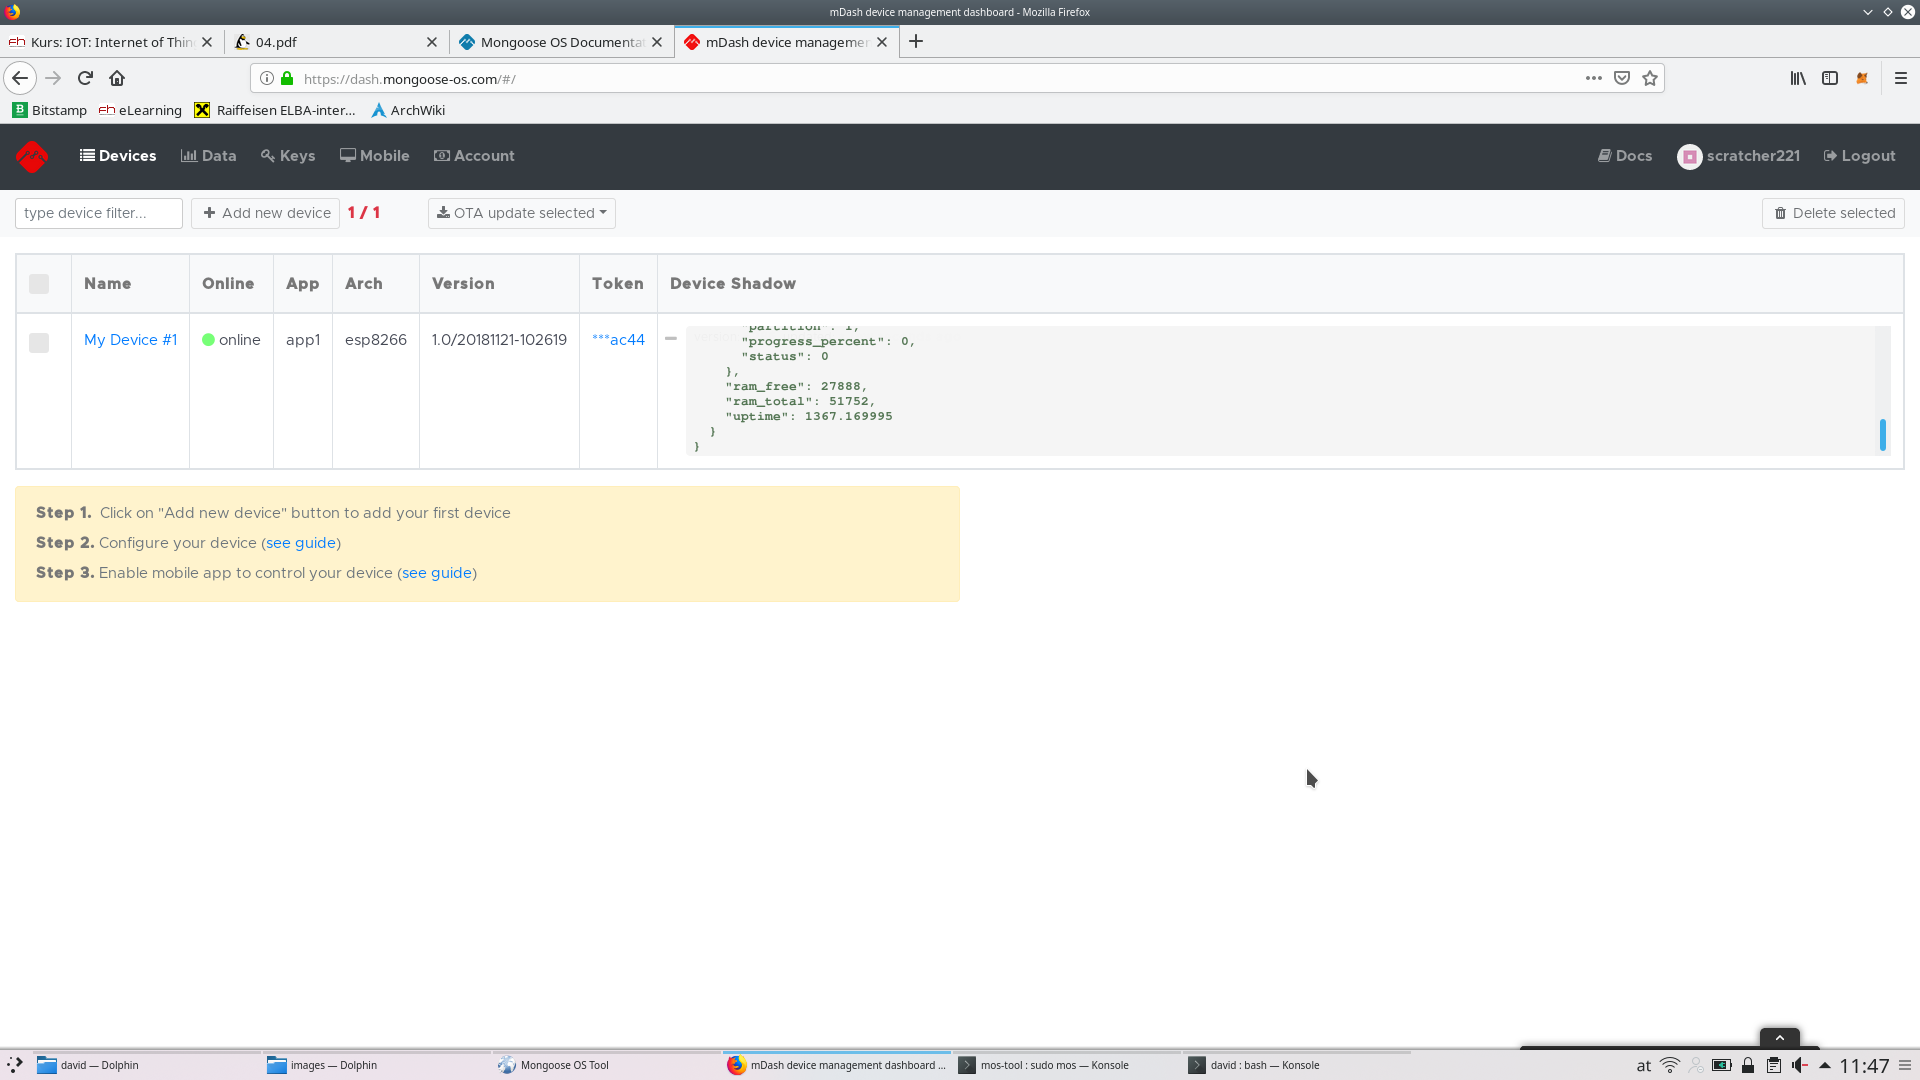 mDash device management dashboard - Mozilla Firefox
Kurs: IOT: Internet of Thin
04.pdf
Mongoose OS Documenta
mDash device managemen
https://dash.mongoose-os.com/#/
Bitstamp
eLearning
Raiffeisen ELBA-inter...
ArchWiki
Devices
Data
Keys
Mobile
Account
Docs
scratcher221
Logout
type device filter...
Add new device
1 / 1
OTA update selected
Delete selected
Name Online App Arch Version Token Device Shadow
My Device #1 online app1 esp8266 1.0/20181121-102619 ***ac44
"partition": 1,
"progress_percent": 0,
"status": 0
},
"ram_free": 27888,
"ram_total": 51752,
"uptime": 1367.169995
}
}
Step 1. Click on "Add new device" button to add your first device
Step 2. Configure your device (see guide)
Step 3. Enable mobile app to control your device (see guide)
david — Dolphin
images — Dolphin
Mongoose OS Tool
mDash device management dashboard ...
mos-tool : sudo mos — Konsole
david : bash — Konsole
at
11:47